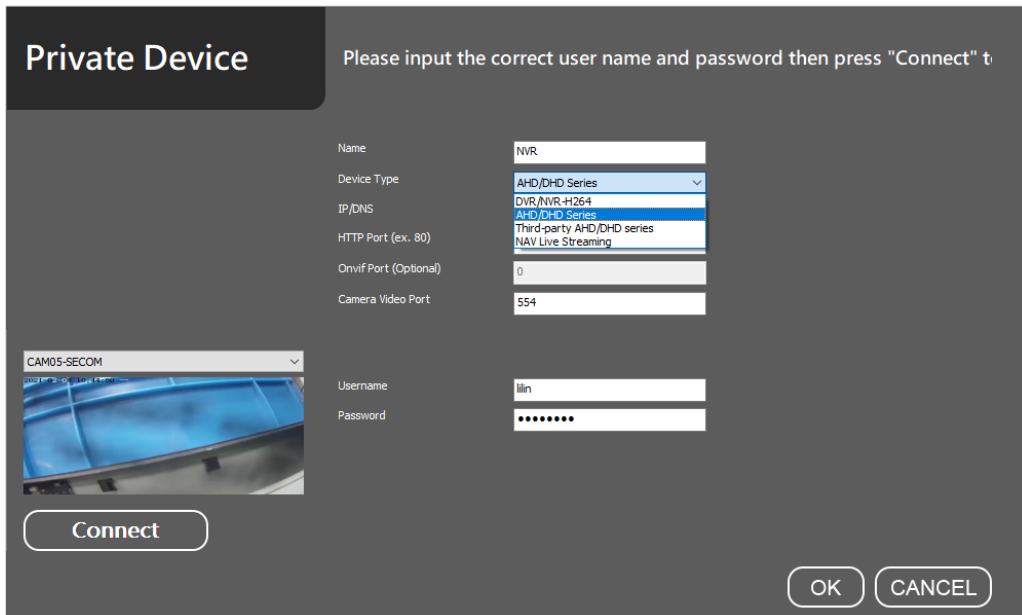 Private Device
Please input the correct user name and password then press "Connect" t
Name
NVR
Device Type
AHD/DHD Series
DVR/NVR-H264
AHD/DHD Series
Third-party AHD/DHD series
NAV Live Streaming
IP/DNS
HTTP Port (ex. 80)
Onvif Port (Optional)
0
Camera Video Port
554
CAM05-SECOM
Username
lilin
Password
••••••••
Connect
OK
CANCEL